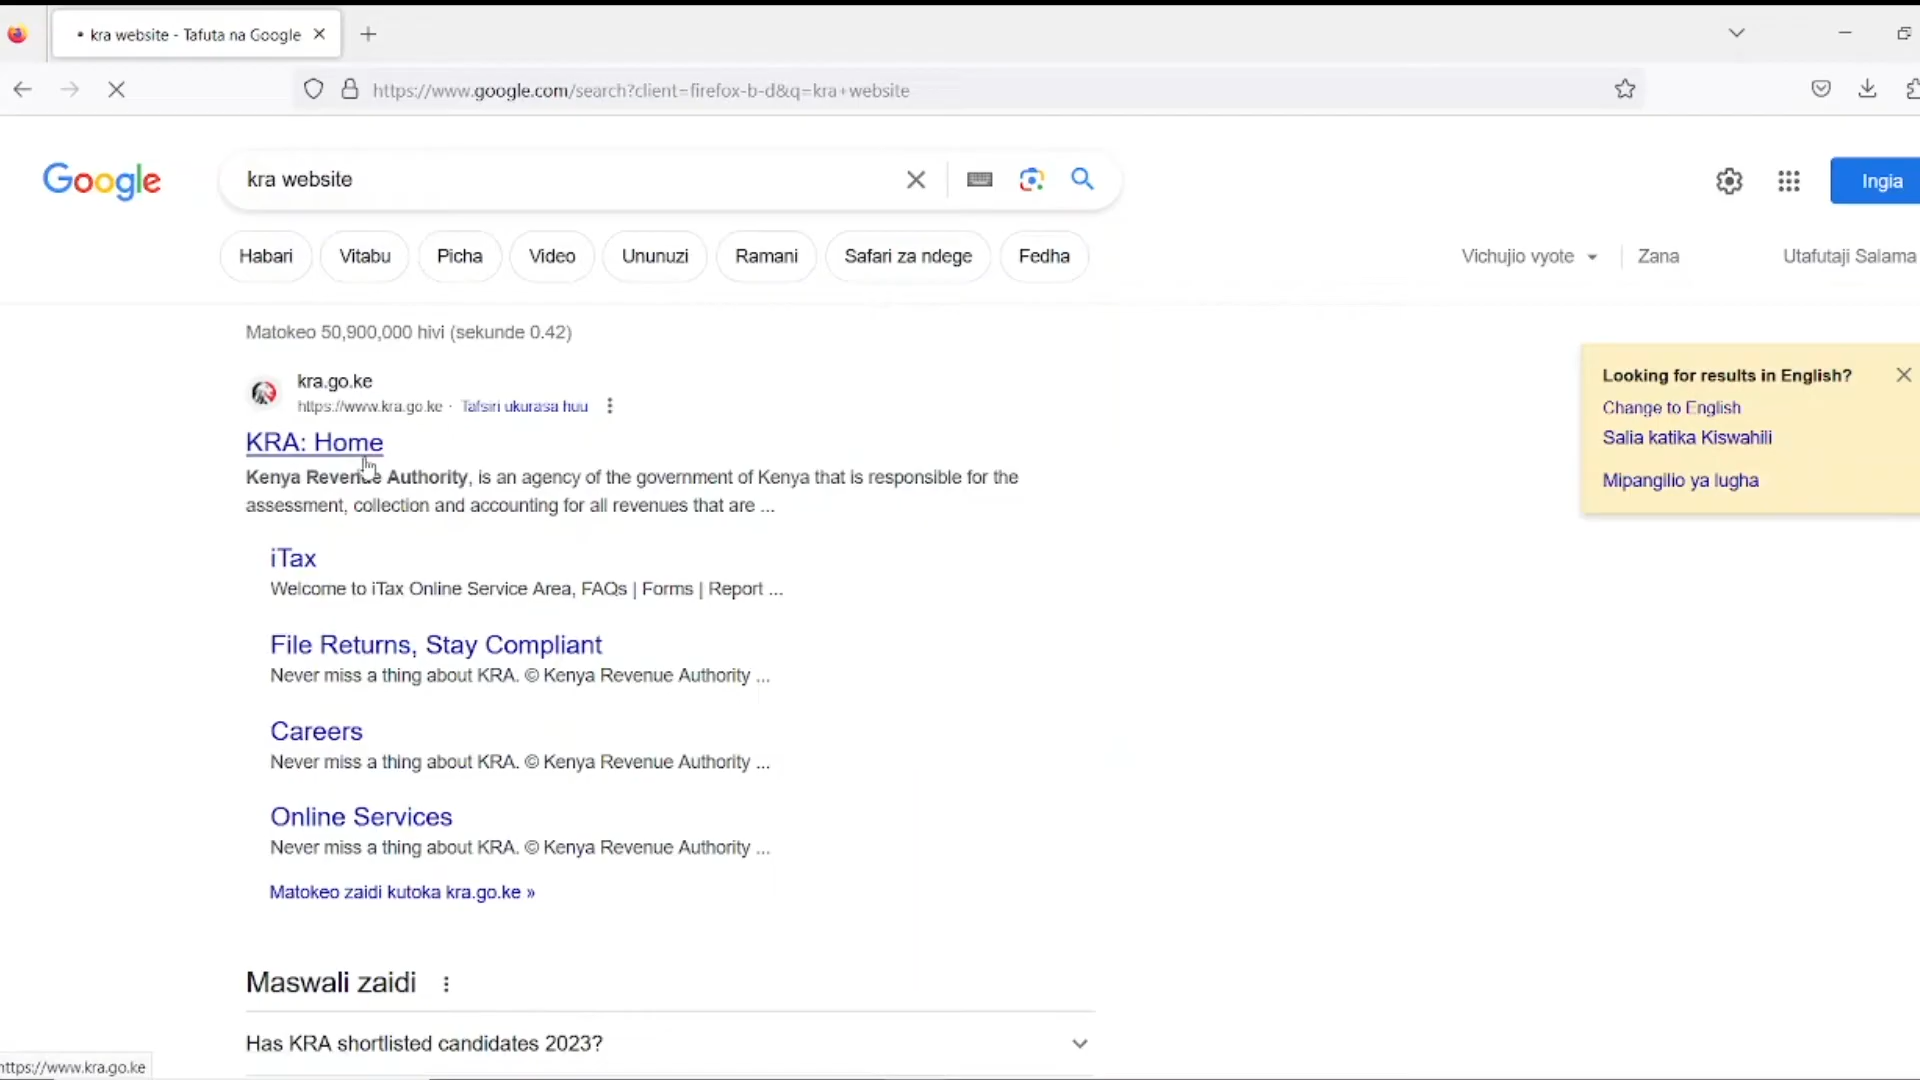 kra website - Tafuta na Google
https://www.google.com/search?client=firefox-b-d&q=kra+website
Google
kra website
Ingia
Habari
Vitabu
Picha
Video
Ununuzi
Ramani
Safari za ndege
Fedha
Vichujio vyote
Zana
Utafutaji Salama
Matokeo 50,900,000 hivi (sekunde 0.42)
kra.go.ke
https://www.kra.go.ke · Tafsiri ukurasa huu
KRA: Home
Kenya Revenue Authority, is an agency of the government of Kenya that is responsible for the
assessment, collection and accounting for all revenues that are ...
iTax
Welcome to iTax Online Service Area, FAQs | Forms | Report ...
File Returns, Stay Compliant
Never miss a thing about KRA. © Kenya Revenue Authority ...
Careers
Never miss a thing about KRA. © Kenya Revenue Authority ...
Online Services
Never miss a thing about KRA. © Kenya Revenue Authority ...
Matokeo zaidi kutoka kra.go.ke »
Looking for results in English?
Change to English
Salia katika Kiswahili
Mipangilio ya lugha
Maswali zaidi
Has KRA shortlisted candidates 2023?
https://www.kra.go.ke